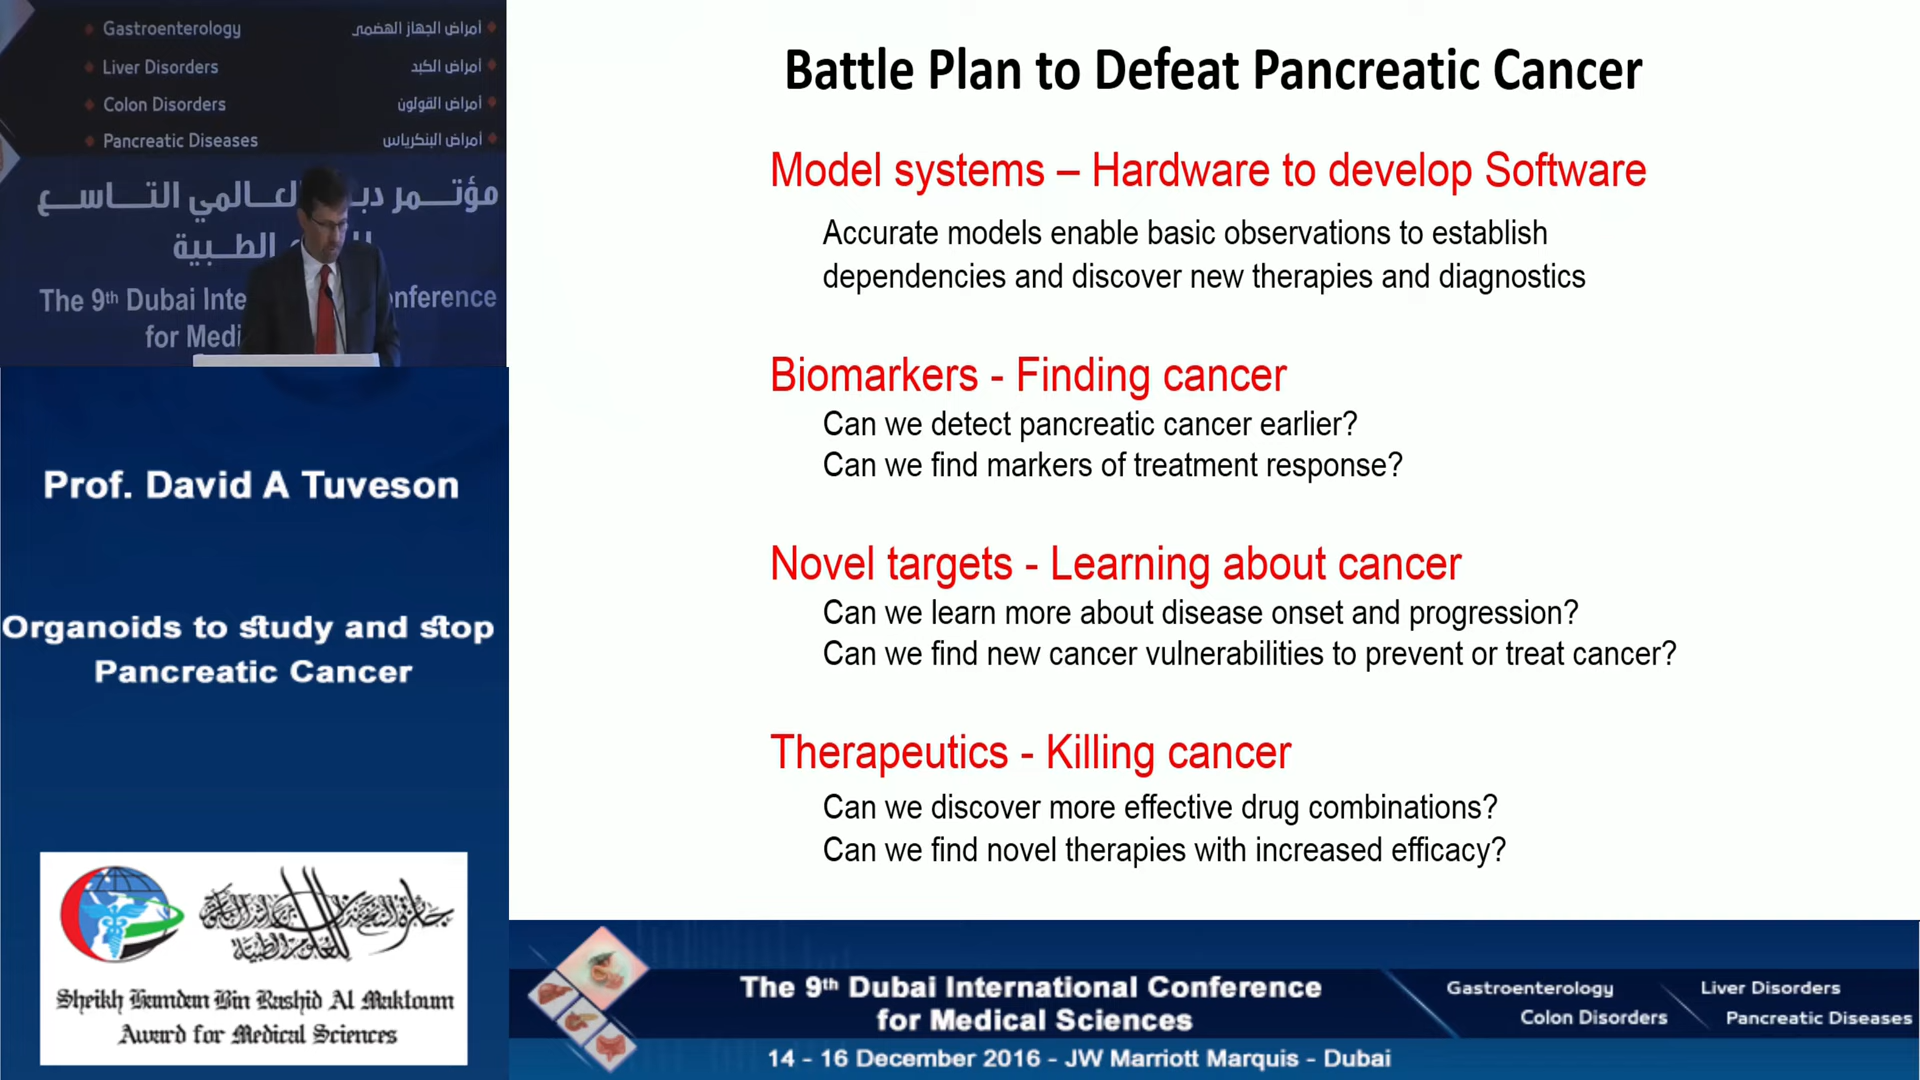 Gastroenterology أمراض الجهاز الهضمي
Liver Disorders أمراض الكبد
Colon Disorders أمراض القولون
Pancreatic Diseases أمراض البنكرياس
مؤتمر العالمي التاسع
الطبية
The 9th Dubai
for
Prof. David A Tuveson
Organoids to study and stop
Pancreatic Cancer
Sheikh Hamdan Bin Rashid Al Maktoum
Award for Medical Sciences
Battle Plan to Defeat Pancreatic Cancer
Model systems – Hardware to develop Software
Accurate models enable basic observations to establish
dependencies and discover new therapies and diagnostics
Biomarkers - Finding cancer
Can we detect pancreatic cancer earlier?
Can we find markers of treatment response?
Novel targets - Learning about cancer
Can we learn more about disease onset and progression?
Can we find new cancer vulnerabilities to prevent or treat cancer?
Therapeutics - Killing cancer
Can we discover more effective drug combinations?
Can we find novel therapies with increased efficacy?
The 9th Dubai International Conference
for Medical Sciences
14 - 16 December 2016 - JW Marriott Marquis - Dubai
Gastroenterology Liver Disorders
Colon Disorders Pancreatic Diseases